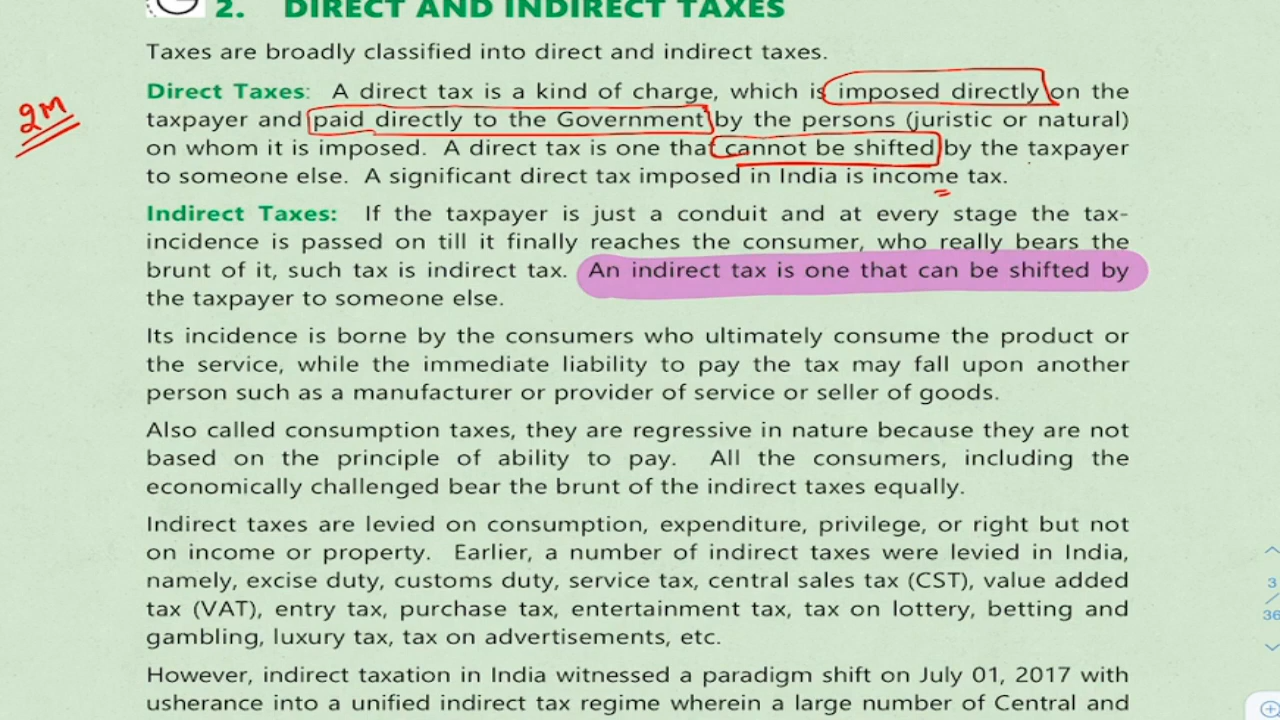 2. DIRECT AND INDIRECT TAXES
Taxes are broadly classified into direct and indirect taxes.
2M
Direct Taxes: A direct tax is a kind of charge, which is imposed directly on the
taxpayer and paid directly to the Government by the persons (juristic or natural)
on whom it is imposed. A direct tax is one that cannot be shifted by the taxpayer
to someone else. A significant direct tax imposed in India is income tax.
Indirect Taxes: If the taxpayer is just a conduit and at every stage the tax-
incidence is passed on till it finally reaches the consumer, who really bears the
brunt of it, such tax is indirect tax. An indirect tax is one that can be shifted by
the taxpayer to someone else.
Its incidence is borne by the consumers who ultimately consume the product or
the service, while the immediate liability to pay the tax may fall upon another
person such as a manufacturer or provider of service or seller of goods.
Also called consumption taxes, they are regressive in nature because they are not
based on the principle of ability to pay. All the consumers, including the
economically challenged bear the brunt of the indirect taxes equally.
Indirect taxes are levied on consumption, expenditure, privilege, or right but not
on income or property. Earlier, a number of indirect taxes were levied in India,
namely, excise duty, customs duty, service tax, central sales tax (CST), value added
tax (VAT), entry tax, purchase tax, entertainment tax, tax on lottery, betting and
gambling, luxury tax, tax on advertisements, etc.
However, indirect taxation in India witnessed a paradigm shift on July 01, 2017 with
usherance into a unified indirect tax regime wherein a large number of Central and
3
/
36